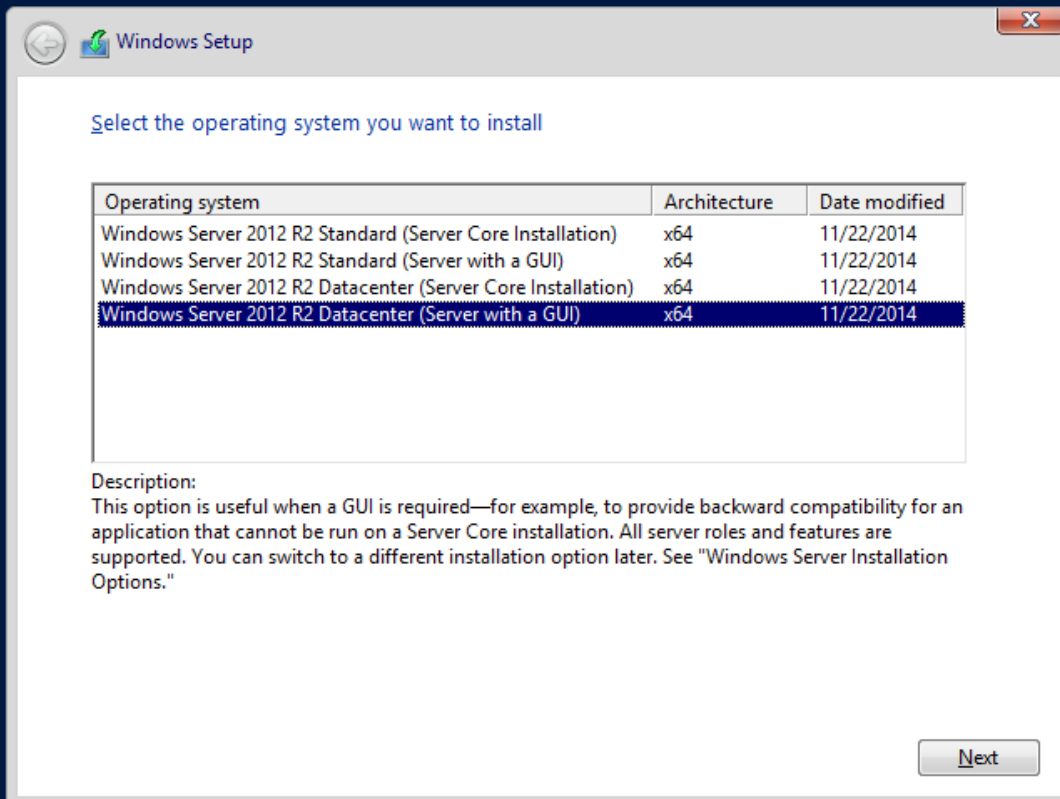 Windows Setup
Select the operating system you want to install
Operating system Architecture Date modified
Windows Server 2012 R2 Standard (Server Core Installation) x64 11/22/2014
Windows Server 2012 R2 Standard (Server with a GUI) x64 11/22/2014
Windows Server 2012 R2 Datacenter (Server Core Installation) x64 11/22/2014
Windows Server 2012 R2 Datacenter (Server with a GUI) x64 11/22/2014
Description:
This option is useful when a GUI is required—for example, to provide backward compatibility for an
application that cannot be run on a Server Core installation. All server roles and features are
supported. You can switch to a different installation option later. See "Windows Server Installation
Options."
Next